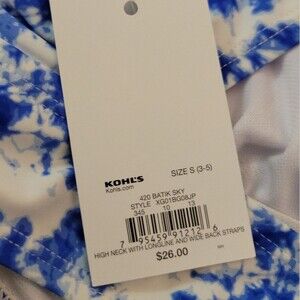 KOHL'S
Kohls.com
SIZE S (3-5)
420 BATIK SKY
STYLE XG01BG08JP
345 10 13
7 95459 91212 6
HIGH NECK WITH LONGLINE AND WIDE BACK STRAPS
$26.00